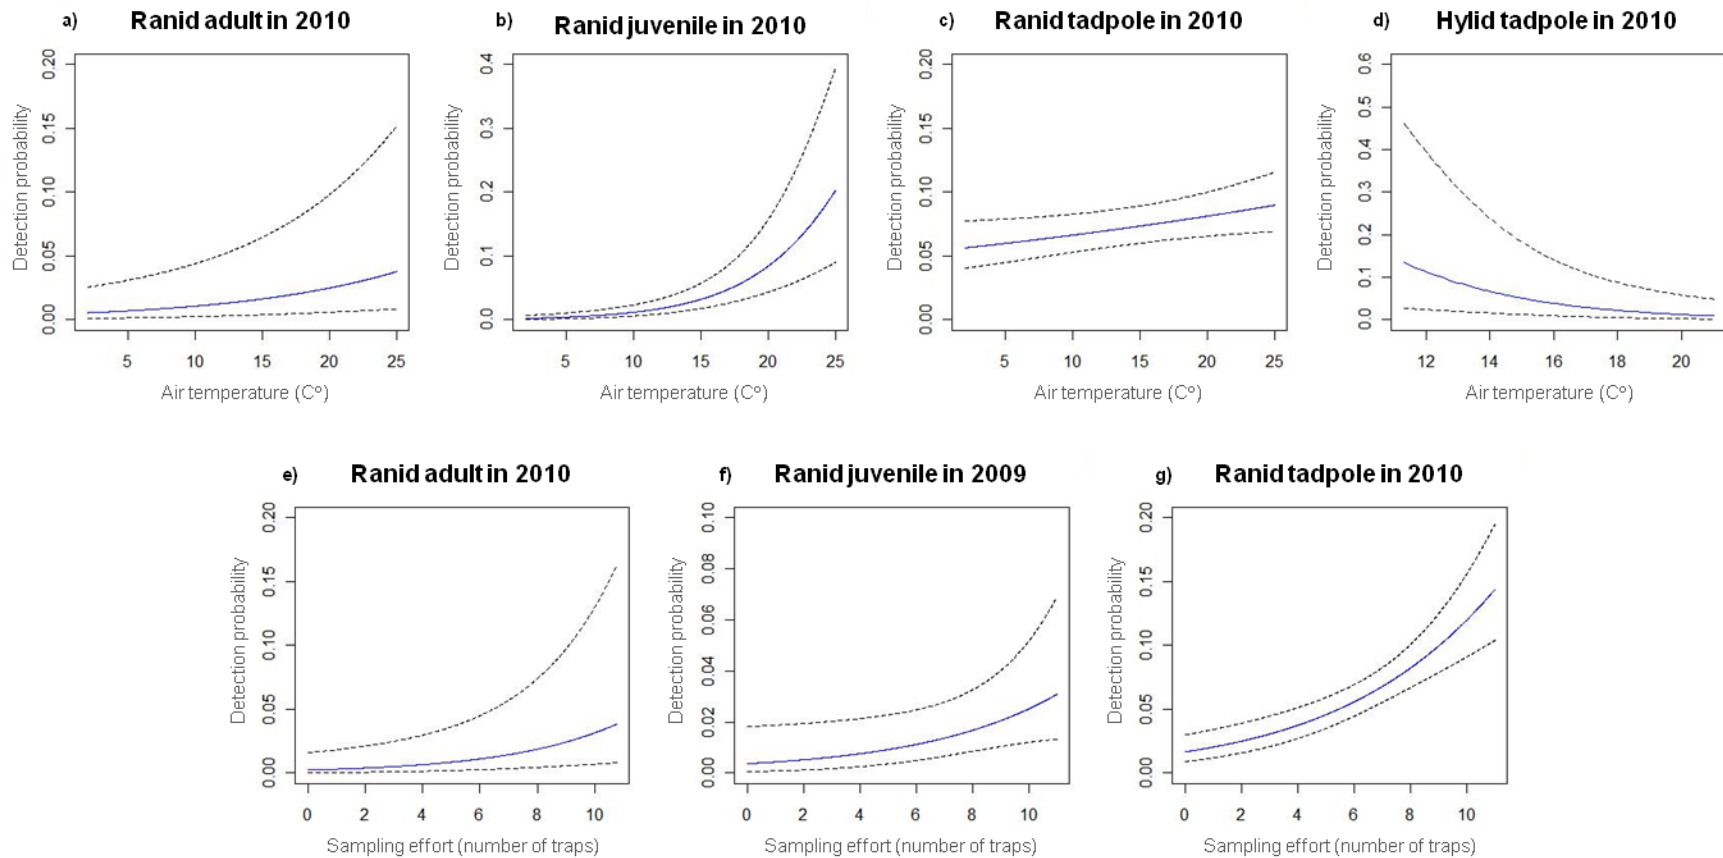 a) Ranid adult in 2010
0.20
0.15
0.10
0.05
0.00
Detection probability
5 10 15 20 25
Air temperature (Cº)
b) Ranid juvenile in 2010
0.4
0.3
0.2
0.1
0.0
Detection probability
5 10 15 20 25
Air temperature (Cº)
c) Ranid tadpole in 2010
0.20
0.15
0.10
0.05
0.00
Detection probability
5 10 15 20 25
Air temperature (Cº)
d) Hylid tadpole in 2010
0.6
0.5
0.4
0.3
0.2
0.1
0.0
Detection probability
12 14 16 18 20
Air temperature (Cº)
e) Ranid adult in 2010
0.20
0.15
0.10
0.05
0.00
Detection probability
0 2 4 6 8 10
Sampling effort (number of traps)
f) Ranid juvenile in 2009
0.10
0.08
0.06
0.04
0.02
0.00
Detection probability
0 2 4 6 8 10
Sampling effort (number of traps)
g) Ranid tadpole in 2010
0.20
0.15
0.10
0.05
0.00
Detection probability
0 2 4 6 8 10
Sampling effort (number of traps)